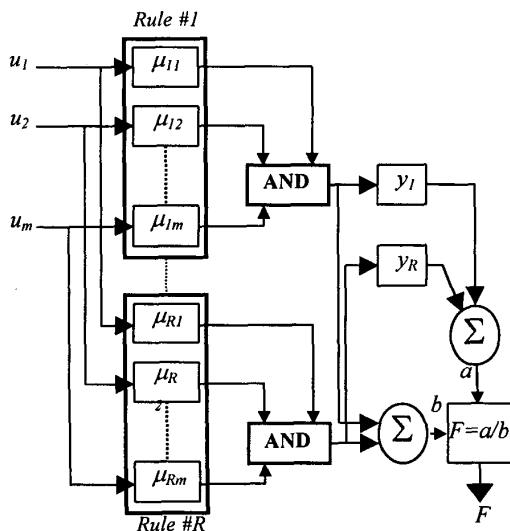 Rule #1
u1
μ11
u2
μ12
AND
y1
um
μ1m
yR
μR1
Σ
a
μR
2
AND
Σ
b
F=a/b
μRm
F
Rule #R